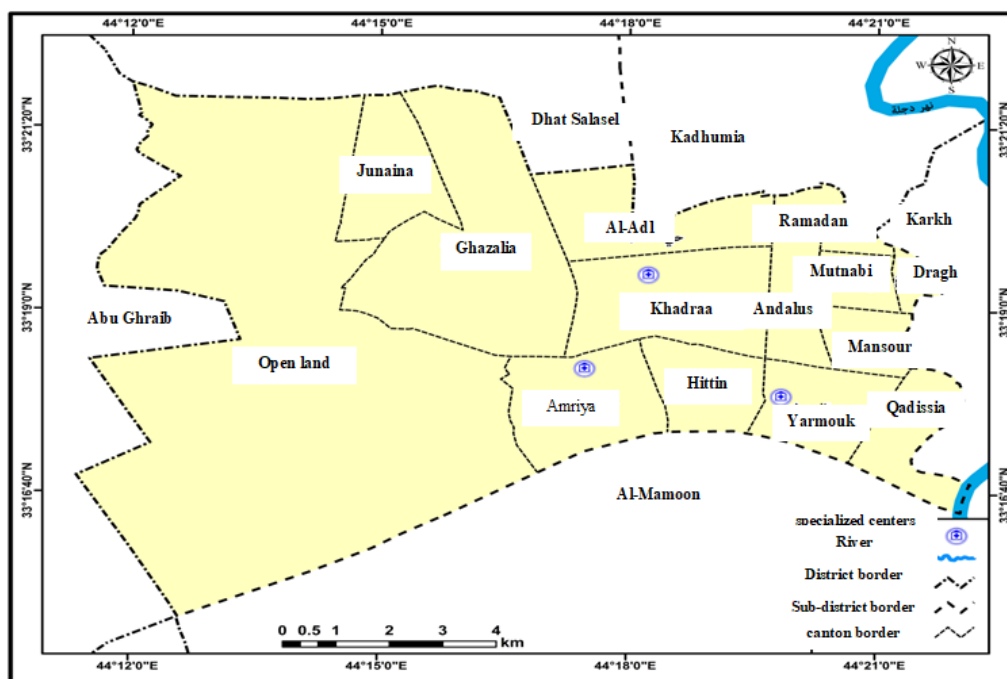 44°12'0"E 44°15'0"E 44°18'0"E 44°21'0"E
N
W E
S
نهر دجلة
33°21'20"N
33°21'20"N
Dhat Salasel
Kadhumia
Junaina
Al-Adl
Ramadan
Karkh
Ghazalia
Mutnabi
Dragh
33°19'0"N
33°19'0"N
Abu Ghraib
Khadraa
Andalus
Mansour
Open land
Hittin
Amriya
Qadissia
Yarmouk
33°16'40"N
33°16'40"N
Al-Mamoon
specialized centers
River
District border
Sub-district border
canton border
0 0.5 1 2 3 4
km
44°12'0"E 44°15'0"E 44°18'0"E 44°21'0"E